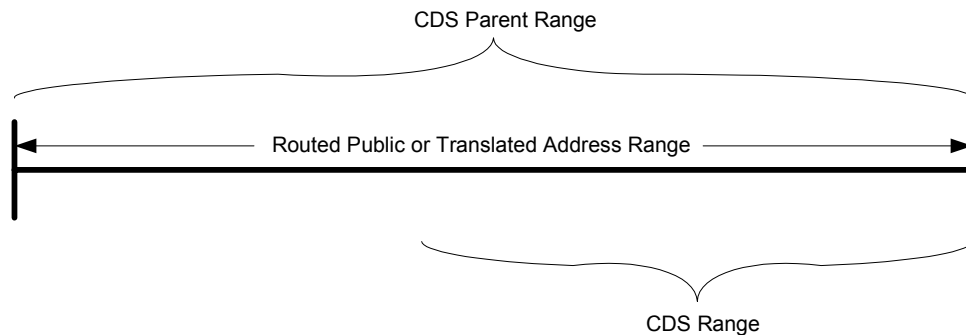 CDS Parent Range
Routed Public or Translated Address Range
CDS Range